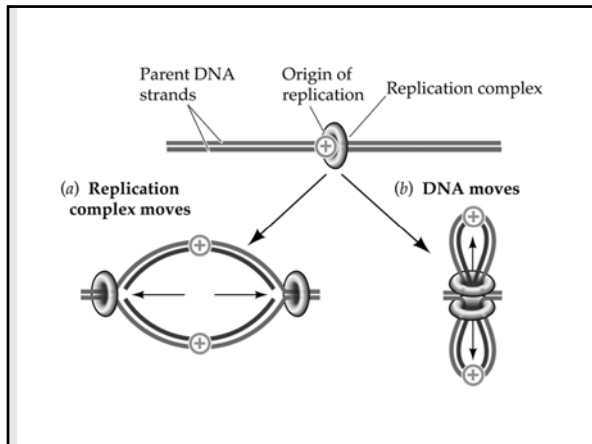 Parent DNA
strands
Origin of
replication
Replication complex
(a) Replication
complex moves
(b) DNA moves
+
+
+
+
+